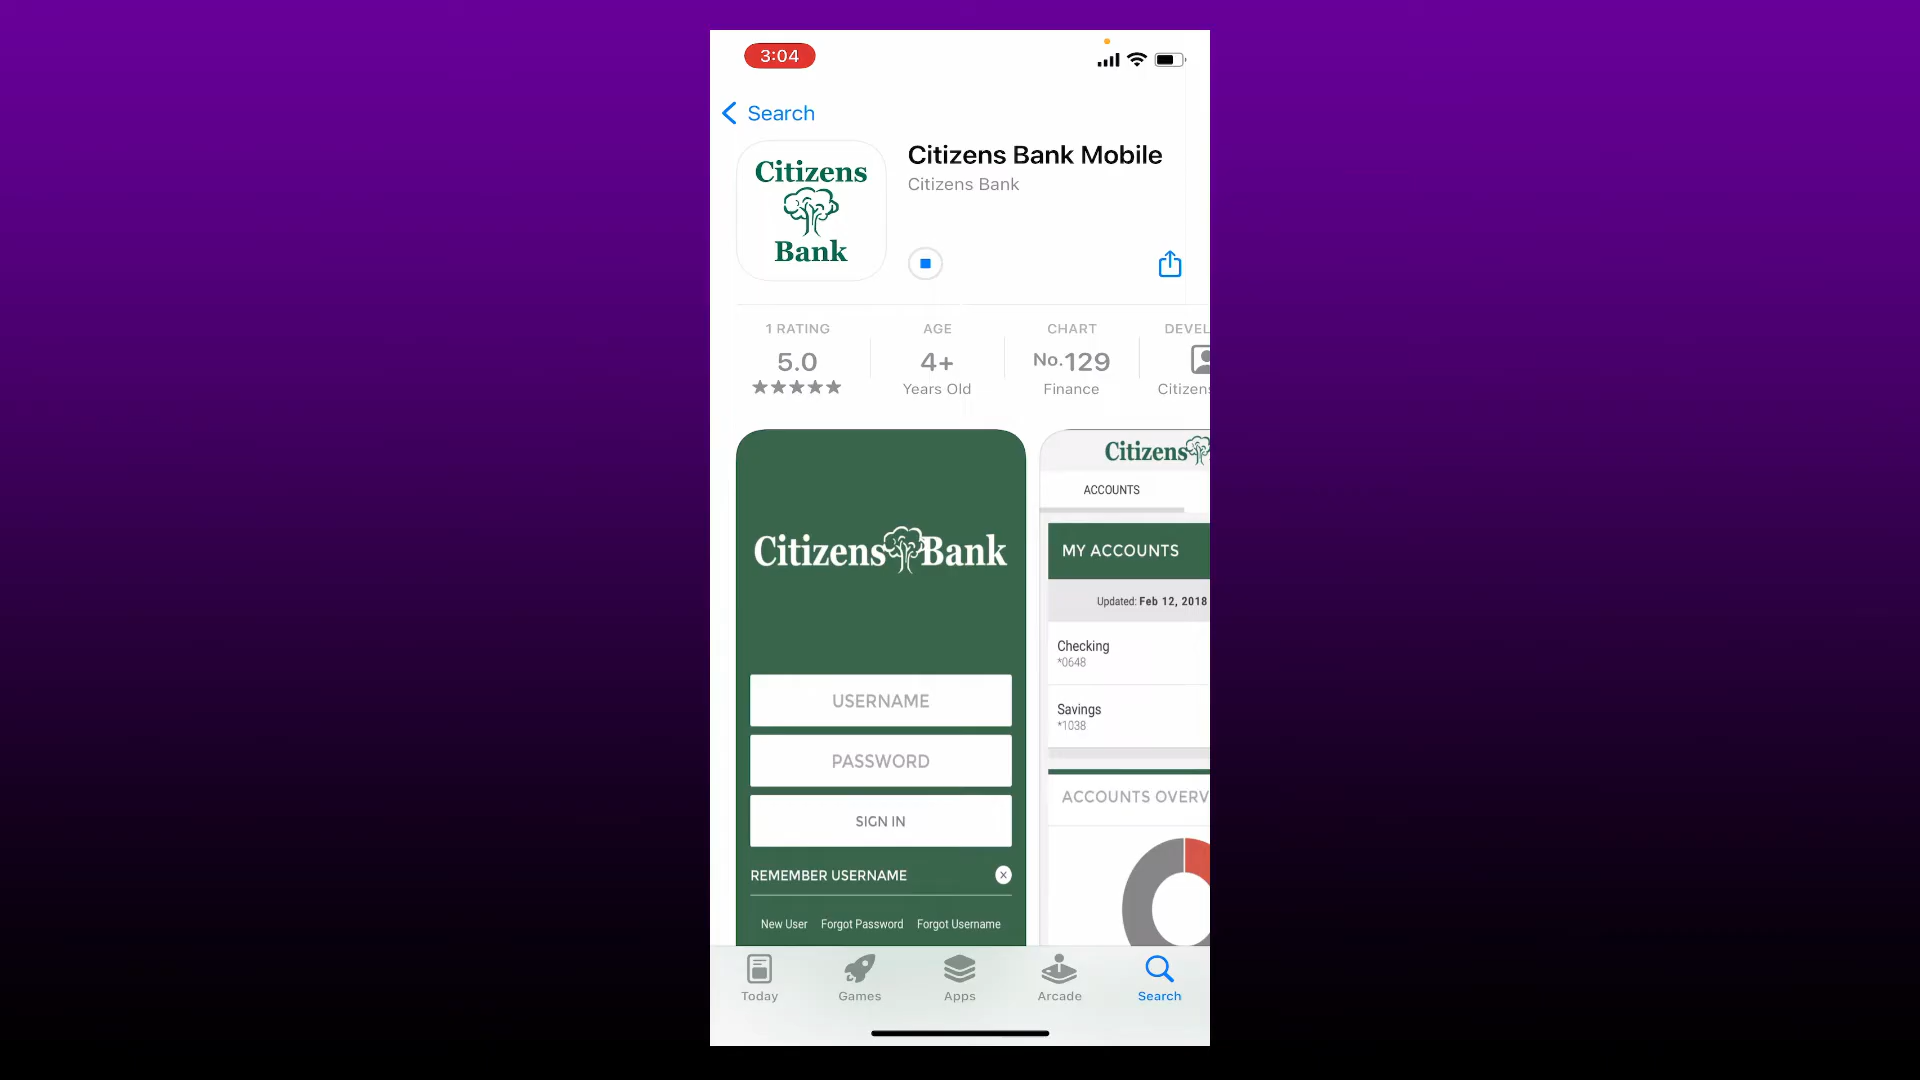 3:04
Search
Citizens
Bank
Citizens Bank Mobile
Citizens Bank
1 RATING
5.0
AGE
4+
Years Old
CHART
No.129
Finance
DEVEL
Citizens
Citizens Bank
USERNAME
PASSWORD
SIGN IN
REMEMBER USERNAME
New User Forgot Password Forgot Username
Citizens
ACCOUNTS
MY ACCOUNTS
Updated: Feb 12, 2018
Checking
*0648
Savings
*1038
ACCOUNTS OVERV
Today
Games
Apps
Arcade
Search